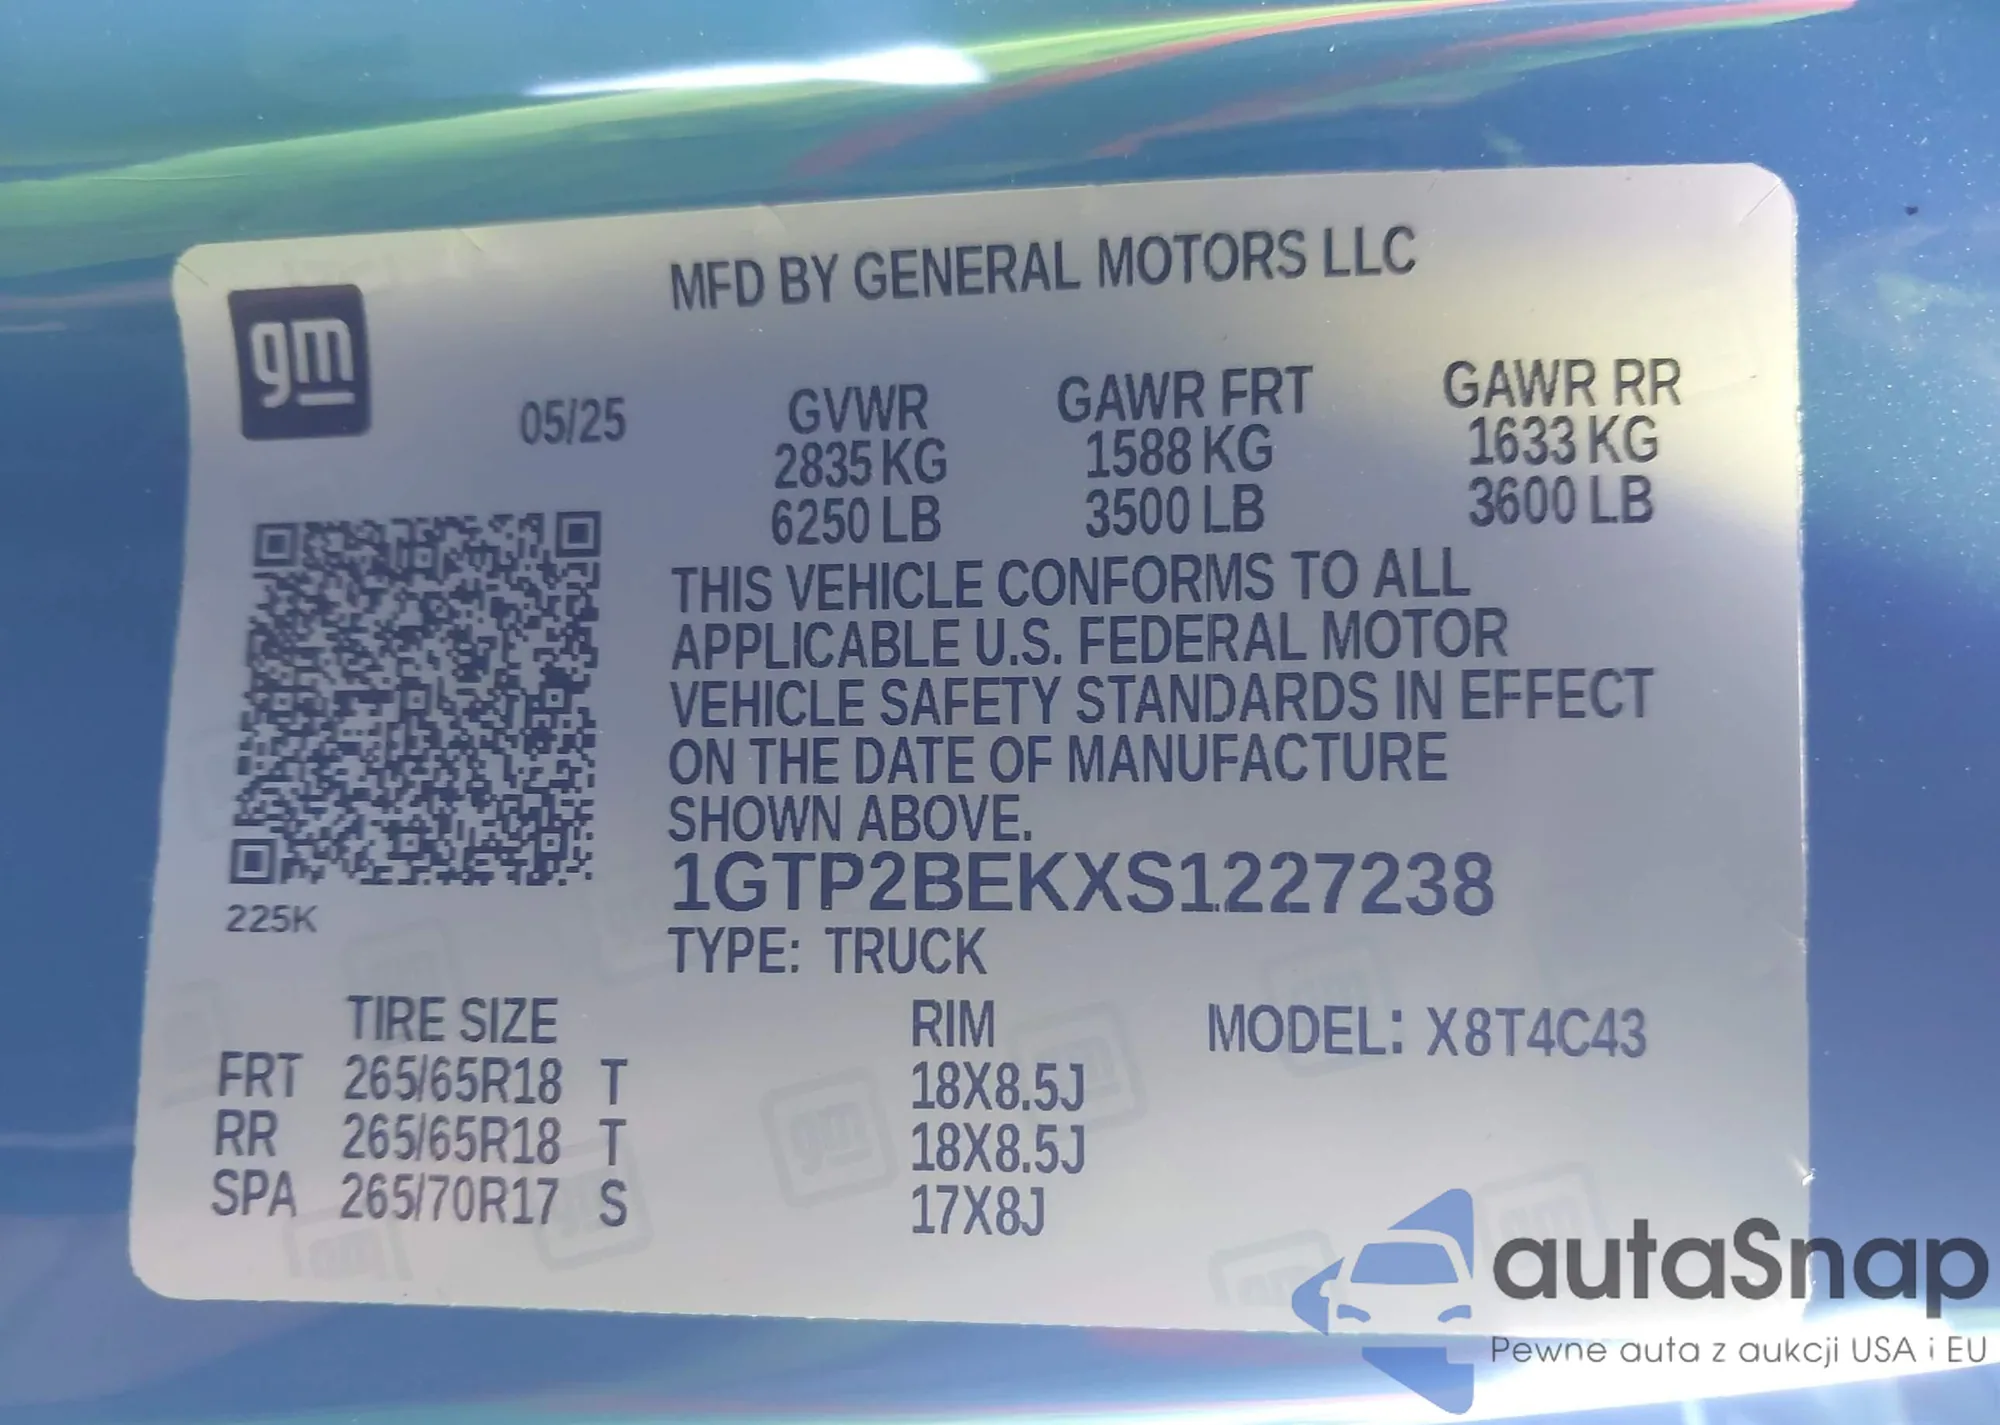 MFD BY GENERAL MOTORS LLC
gm
05/25
GVWR GAWR FRT GAWR RR
2835 KG 1588 KG 1633 KG
6250 LB 3500 LB 3600 LB
THIS VEHICLE CONFORMS TO ALL
APPLICABLE U.S. FEDERAL MOTOR
VEHICLE SAFETY STANDARDS IN EFFECT
ON THE DATE OF MANUFACTURE
SHOWN ABOVE.
225K
1GTP2BEKXS1227238
TYPE: TRUCK
TIRE SIZE RIM MODEL: X8T4C43
FRT 265/65R18 T 18X8.5J
RR 265/65R18 T 18X8.5J
SPA 265/70R17 S 17X8J
autaSnap
Pewne auta z aukcji USA i EU